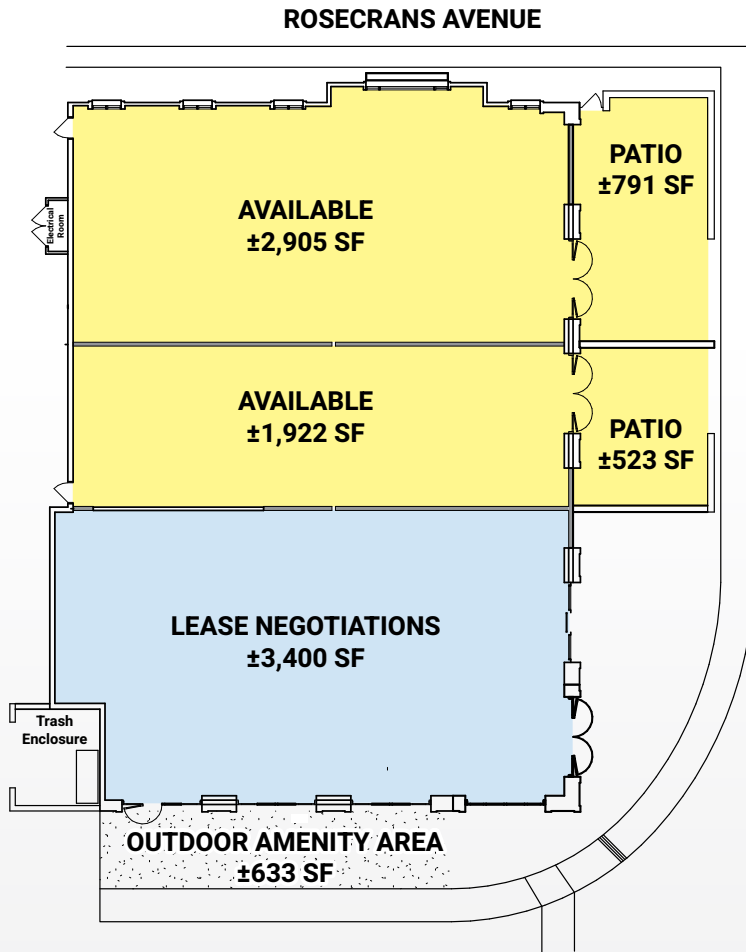 ROSECRANS AVENUE
PATIO
±791 SF
AVAILABLE
±2,905 SF
Electrical
Room
AVAILABLE
±1,922 SF
PATIO
±523 SF
LEASE NEGOTIATIONS
±3,400 SF
Trash
Enclosure
OUTDOOR AMENITY AREA
±633 SF